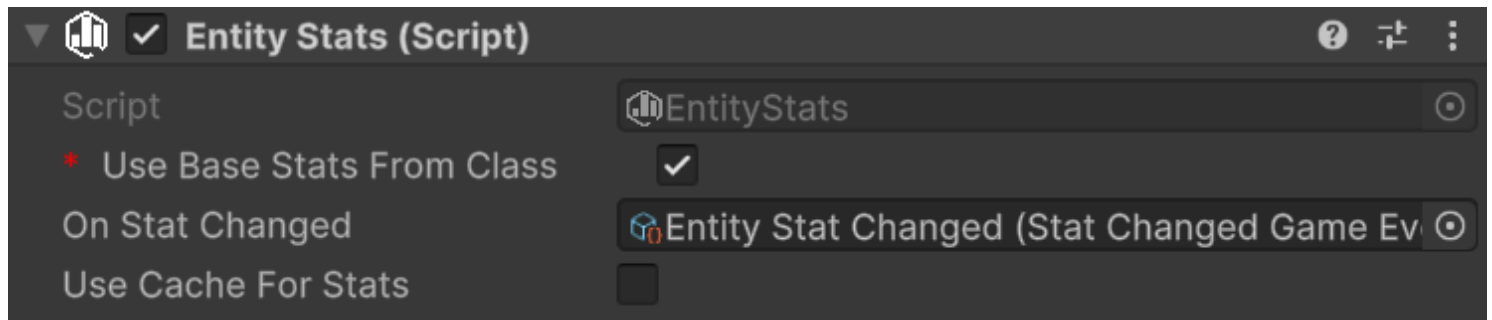 Entity Stats (Script)
Script EntityStats
* Use Base Stats From Class
On Stat Changed Entity Stat Changed (Stat Changed Game Ev
Use Cache For Stats